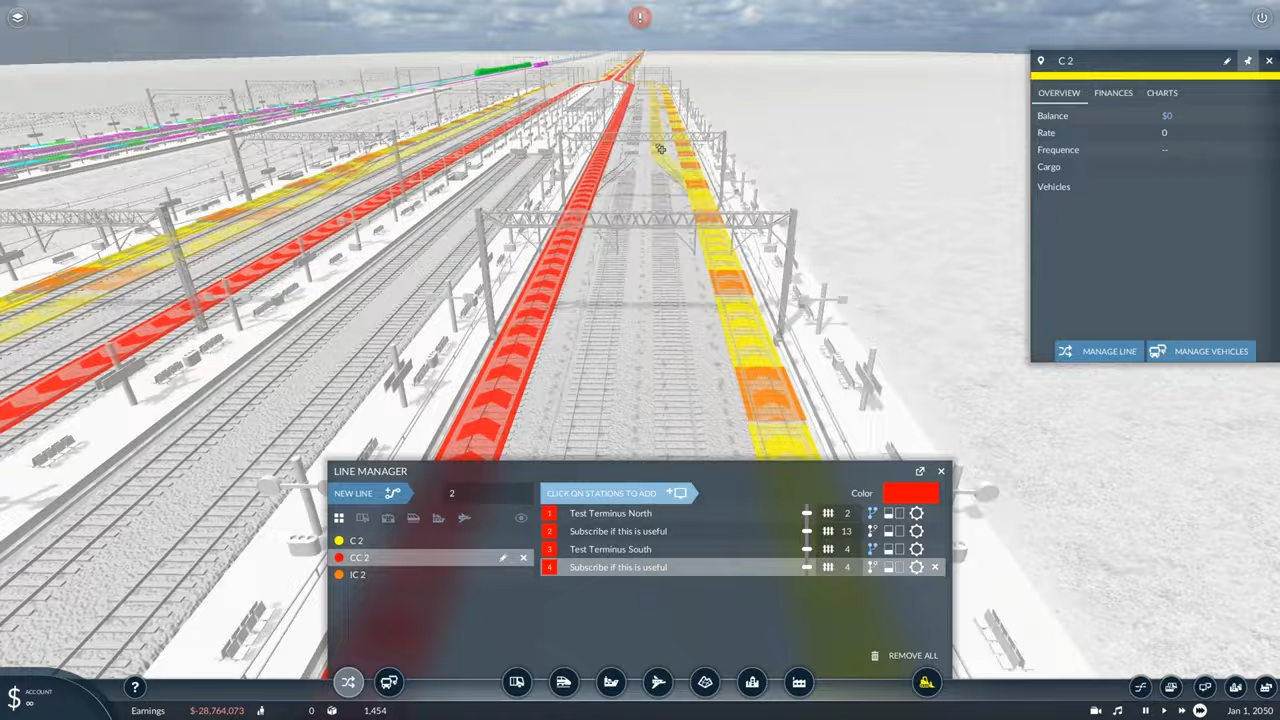 !
C 2
OVERVIEW FINANCES CHARTS
Balance $0
Rate 0
Frequency --
Cargo
Vehicles
MANAGE LINE MANAGE VEHICLES
LINE MANAGER
NEW LINE 2 CLICK ON STATIONS TO ADD Color
1 Test Terminus North 2
2 Subscribe if this is useful 13
3 Test Terminus South 4
4 Subscribe if this is useful 4
C 2
CC 2
IC 2
REMOVE ALL
$ ACCOUNT ∞
?
Earnings $-28,764,073 0 1,454 Jan 1, 2050